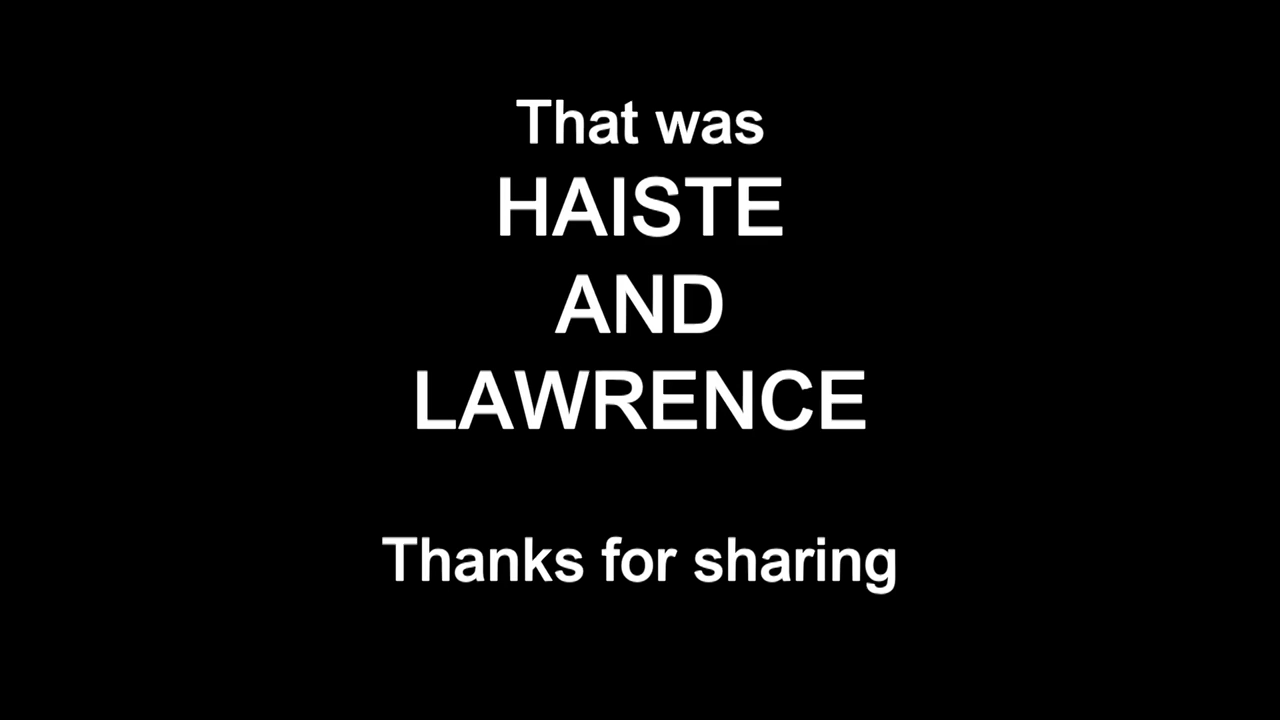 That was
HAISTE
AND
LAWRENCE
Thanks for sharing